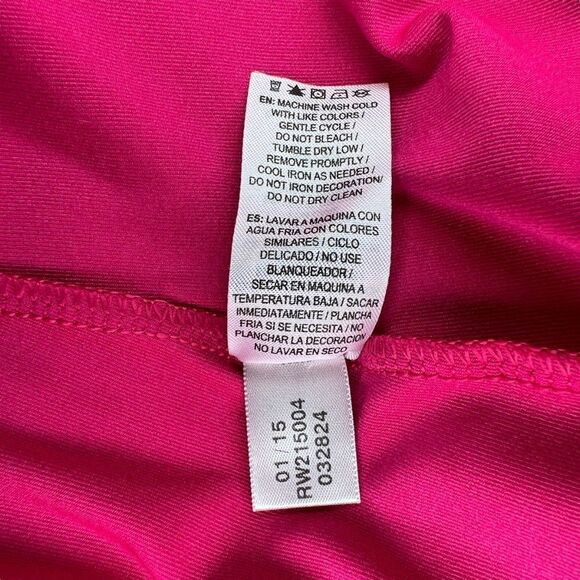 EN: MACHINE WASH COLD
WITH LIKE COLORS /
GENTLE CYCLE /
DO NOT BLEACH /
TUMBLE DRY LOW /
REMOVE PROMPTLY /
COOL IRON AS NEEDED /
DO NOT IRON DECORATION/
DO NOT DRY CLEAN
ES: LAVAR A MAQUINA CON
AGUA FRIA CON COLORES
SIMILARES / CICLO
DELICADO / NO USE
BLANQUEADOR /
SECAR EN MAQUINA A
TEMPERATURA BAJA / SACAR
INMEDIATAMENTE / PLANCHA
FRIA SI SE NECESITA / NO
PLANCHAR LA DECORACION
NO LAVAR EN SECO
01 / 15
RW215004
032824